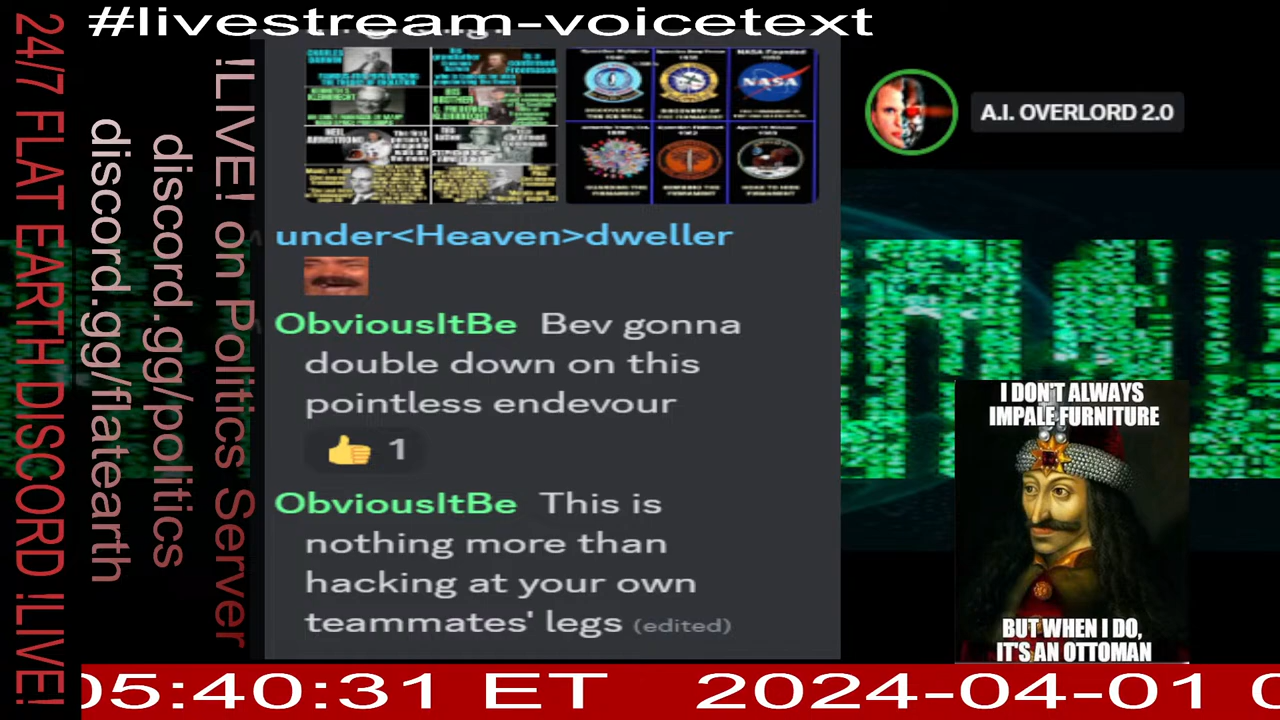 #livestream-voicetext
24/7 FLAT EARTH DISCORD !LIVE!
discord.gg/flatearth
discord.gg/politics
!LIVE! on Politics Server
NASA
under<Heaven>dweller
ObviousItBe Bev gonna
double down on this
pointless endevour
👍 1
ObviousItBe This is
nothing more than
hacking at your own
teammates' legs (edited)
A.I. OVERLORD 2.0
I DON'T ALWAYS
IMPALE FURNITURE
BUT WHEN I DO,
IT'S AN OTTOMAN
05:40:31 ET 2024-04-01